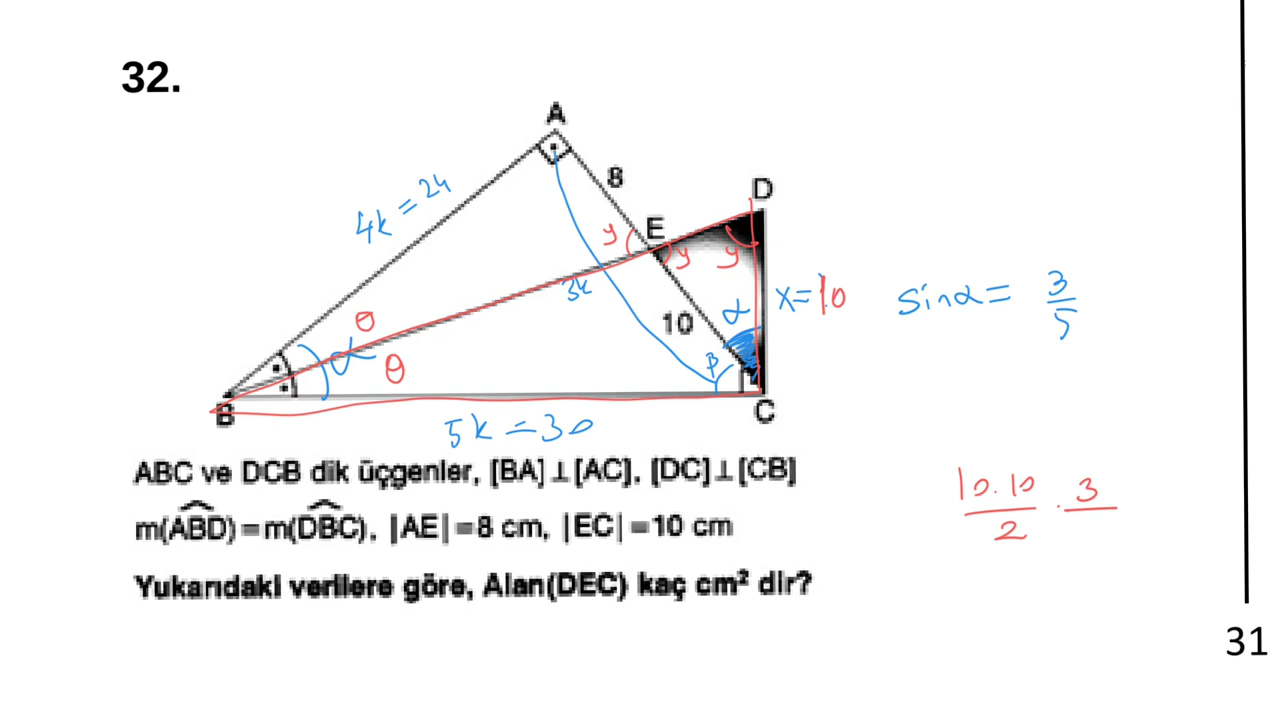 32.
A
8
4k = 24
D
E
y
y
y
3k
x=10
sinα = 3/5
α
θ
10
α
β
θ
B
C
5k = 30
ABC ve DCB dik üçgenler, [BA]⊥[AC], [DC]⊥[CB]
m(ABD)=m(DBC), |AE|=8 cm, |EC|=10 cm
Yukarıdaki verilere göre, Alan(DEC) kaç cm² dir?
10.10/2 . 3/
31